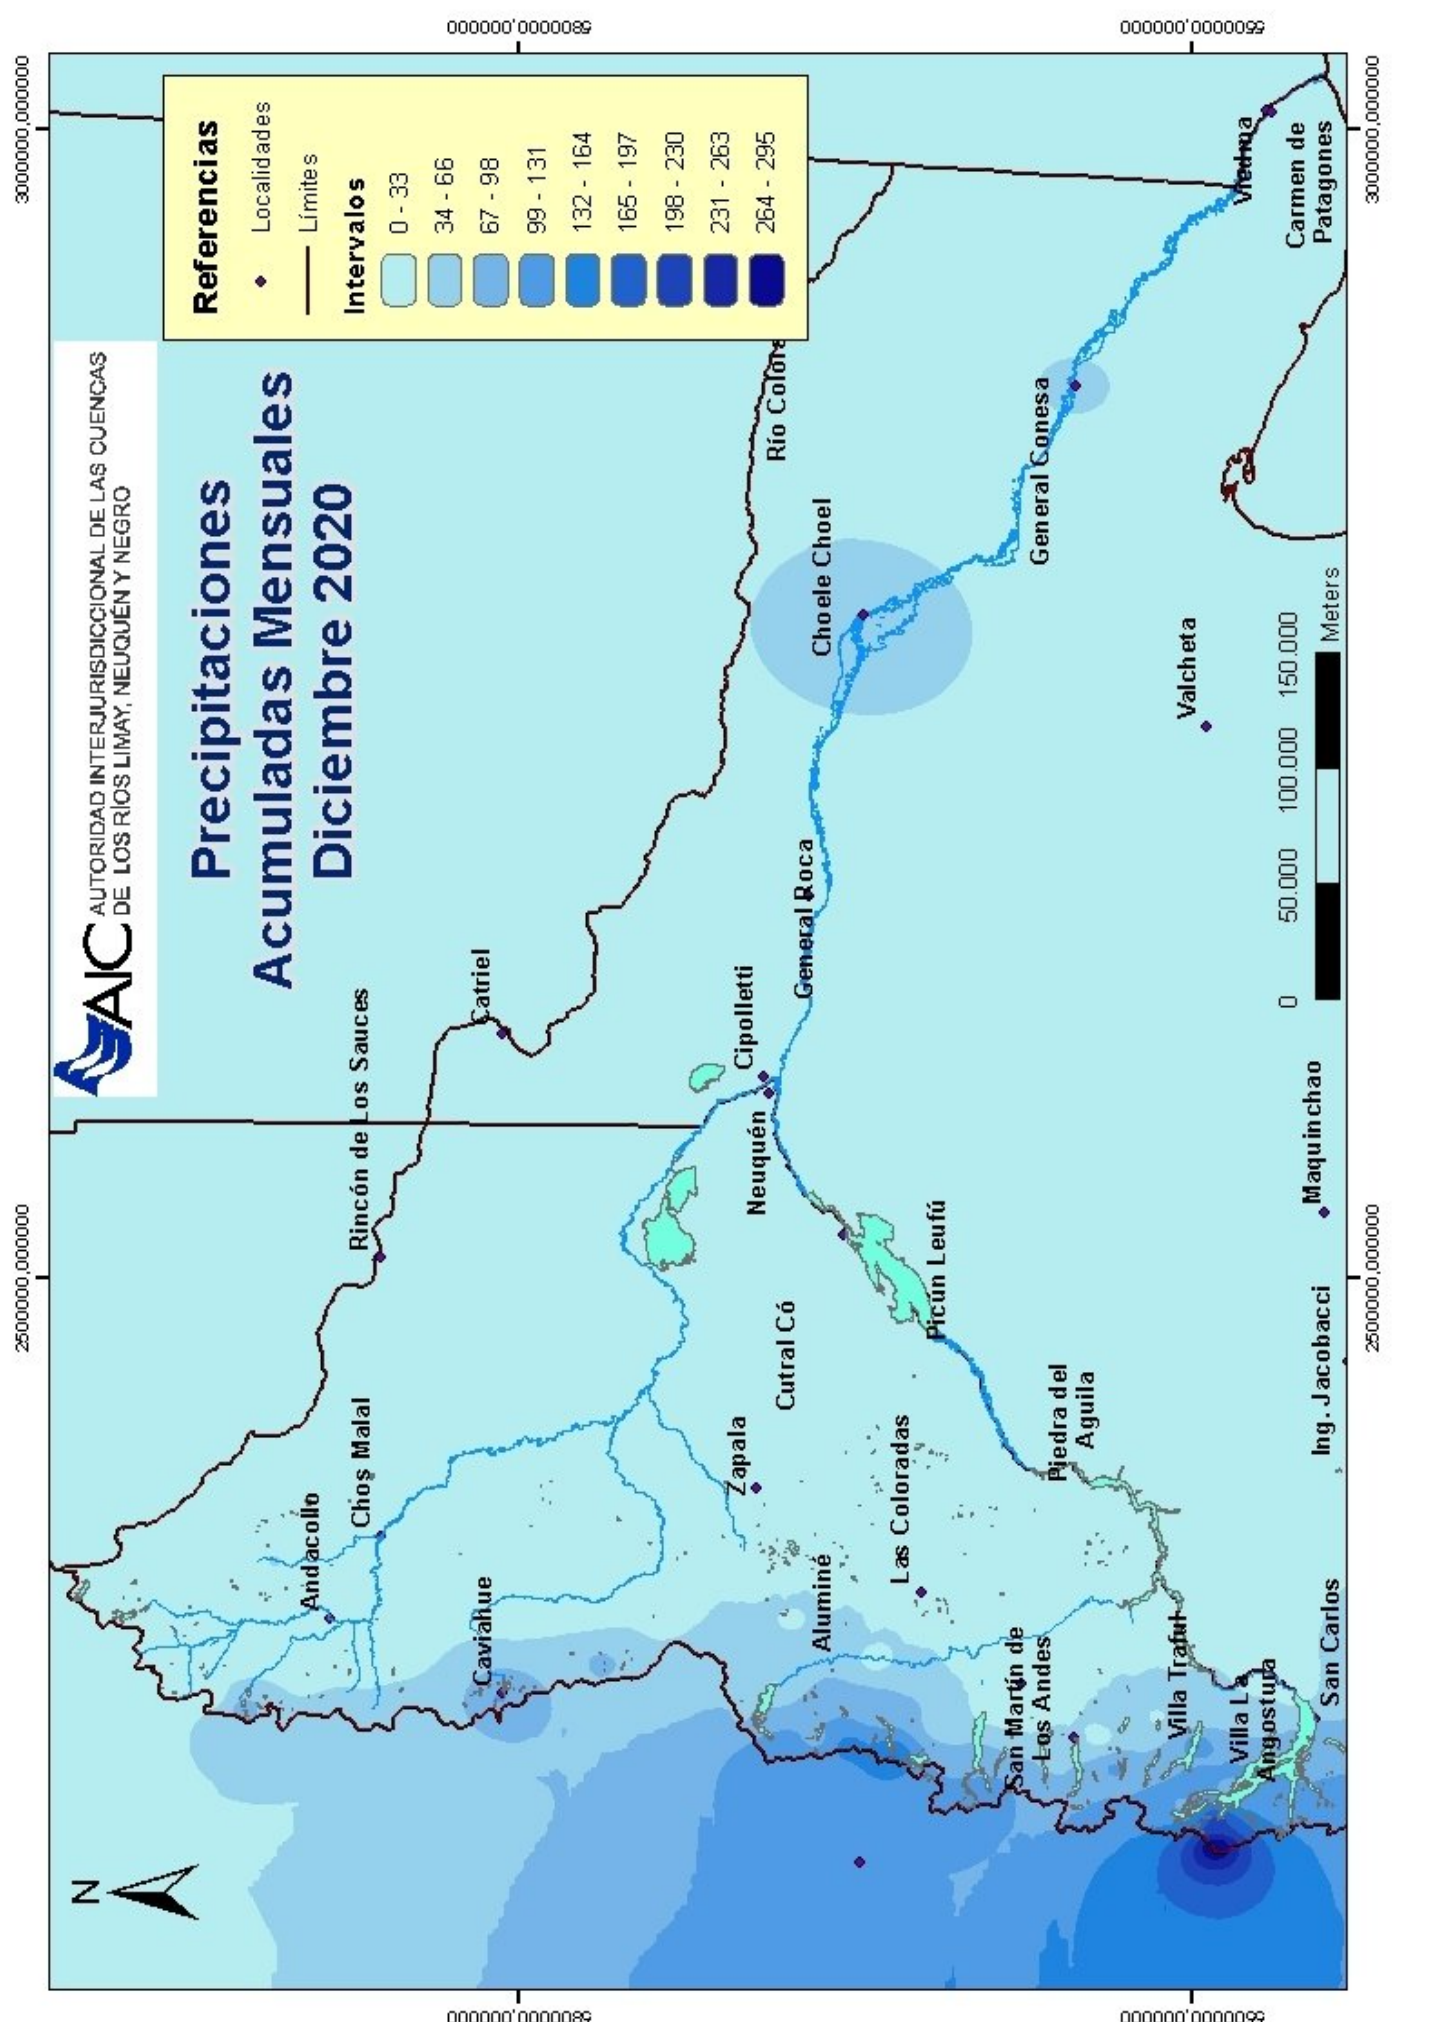 AIC
AUTORIDAD INTERJURISDICCIONAL DE LAS CUENCAS
DE LOS RÍOS LIMAY, NEUQUÉN Y NEGRO
Precipitaciones
Acumuladas Mensuales
Diciembre 2020
Referencias
Localidades
Límites
Intervalos
0 - 33
34 - 66
67 - 98
99 - 131
132 - 164
165 - 197
198 - 230
231 - 263
264 - 295
N
2500000,000000
3000000,000000
Rincón de Los Sauces
Catriel
Andacollo
Chos Malal
Caviahue
Cipolletti
Neuquén
General Roca
Río Colora
Choele Choel
General Conesa
Viedma
Carmen de
Patagones
Zapala
Cutral Có
Aluminé
Las Coloradas
Picún Leufú
Piedra del
Aguila
San Martín de
Los Andes
Villa Traful
Villa La
Angostura
San Carlos
Ing. Jacobacci
Maquinchao
Valcheta
0 50.000 100.000 150.000
Meters
2500000,000000
3000000,000000